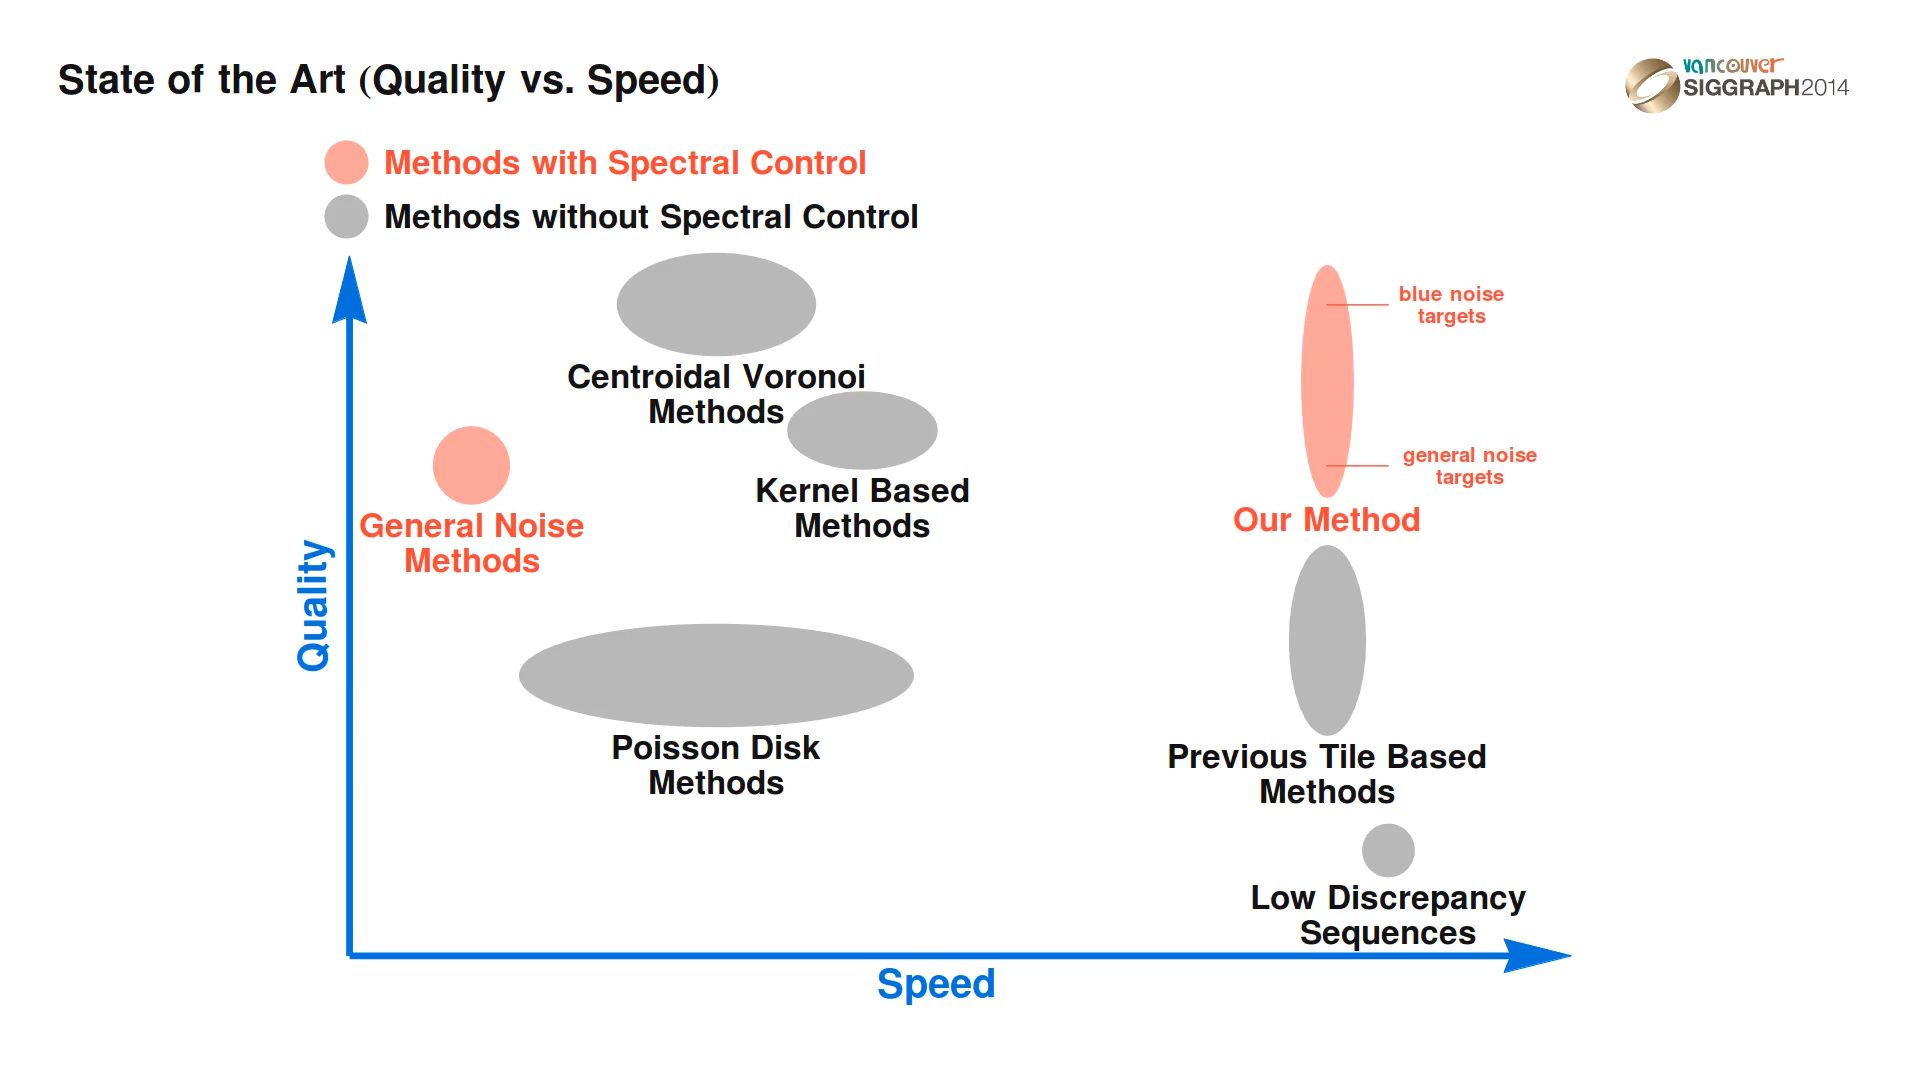 State of the Art (Quality vs. Speed)
vancouver
SIGGRAPH2014
Methods with Spectral Control
Methods without Spectral Control
blue noise
targets
Centroidal Voronoi
Methods
general noise
targets
Kernel Based
Methods
General Noise
Methods
Our Method
Quality
Poisson Disk
Methods
Previous Tile Based
Methods
Low Discrepancy
Sequences
Speed